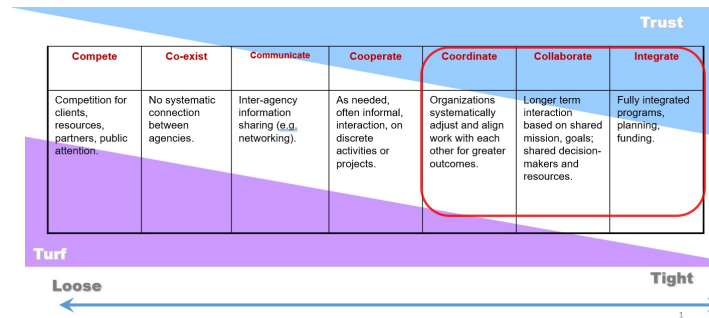 Trust
Compete
Co-exist
Communicate
Cooperate
Coordinate
Collaborate
Integrate
Competition for
clients,
resources,
partners, public
attention.
No systematic
connection
between
agencies.
Inter-agency
information
sharing (e.g.
networking).
As needed,
often informal,
interaction, on
discrete
activities or
projects.
Organizations
systematically
adjust and align
work with each
other for greater
outcomes.
Longer term
interaction
based on shared
mission, goals;
shared decision-
makers and
resources.
Fully integrated
programs,
planning,
funding.
Turf
Loose
Tight
1